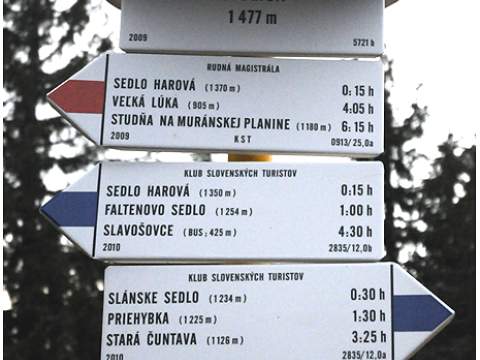 1 477 m
2009 5721 b
RUDNÁ MAGISTRÁLA
SEDLO HAROVÁ (1370 m) 0:15 h
VEĽKÁ LÚKA (905 m) 4:05 h
STUDŇA NA MURÁNSKEJ PLANINE (1180 m) 6:15 h
2009 KST 0913/25,0a
KLUB SLOVENSKÝCH TURISTOV
SEDLO HAROVÁ (1350 m) 0:15 h
FALTENOVO SEDLO (1254 m) 1:00 h
SLAVOŠOVCE (BUS; 425 m) 4:30 h
2010 2835/12,0b
KLUB SLOVENSKÝCH TURISTOV
SLÁNSKE SEDLO (1234 m) 0:30 h
PRIEHYBKA (1225 m) 1:30 h
STARÁ ČUNTAVA (1126 m) 3:25 h
2010 2835/12,0a